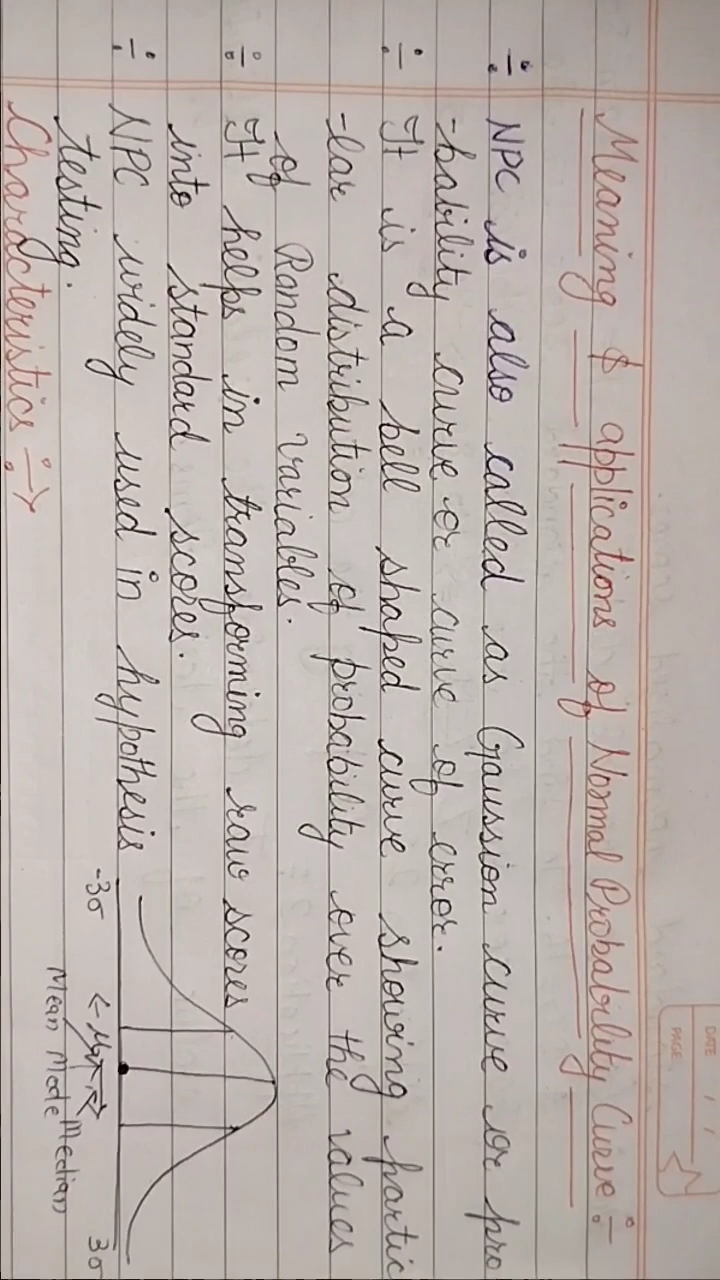 DATE
PAGE
Meaning & applications of Normal Probability Curve :-
÷ NPC is also called as Gaussion curve or pro
-bability curve or curve of error.
÷ It is a bell shaped curve showing partic
-lar distribution of probability over the values
of Random variables.
÷ It helps in transforming raw scores
into standard scores.
÷ NPC widely used in hypothesis
testing.
-3σ 3σ
Mean Mode Median
Characteristics :→